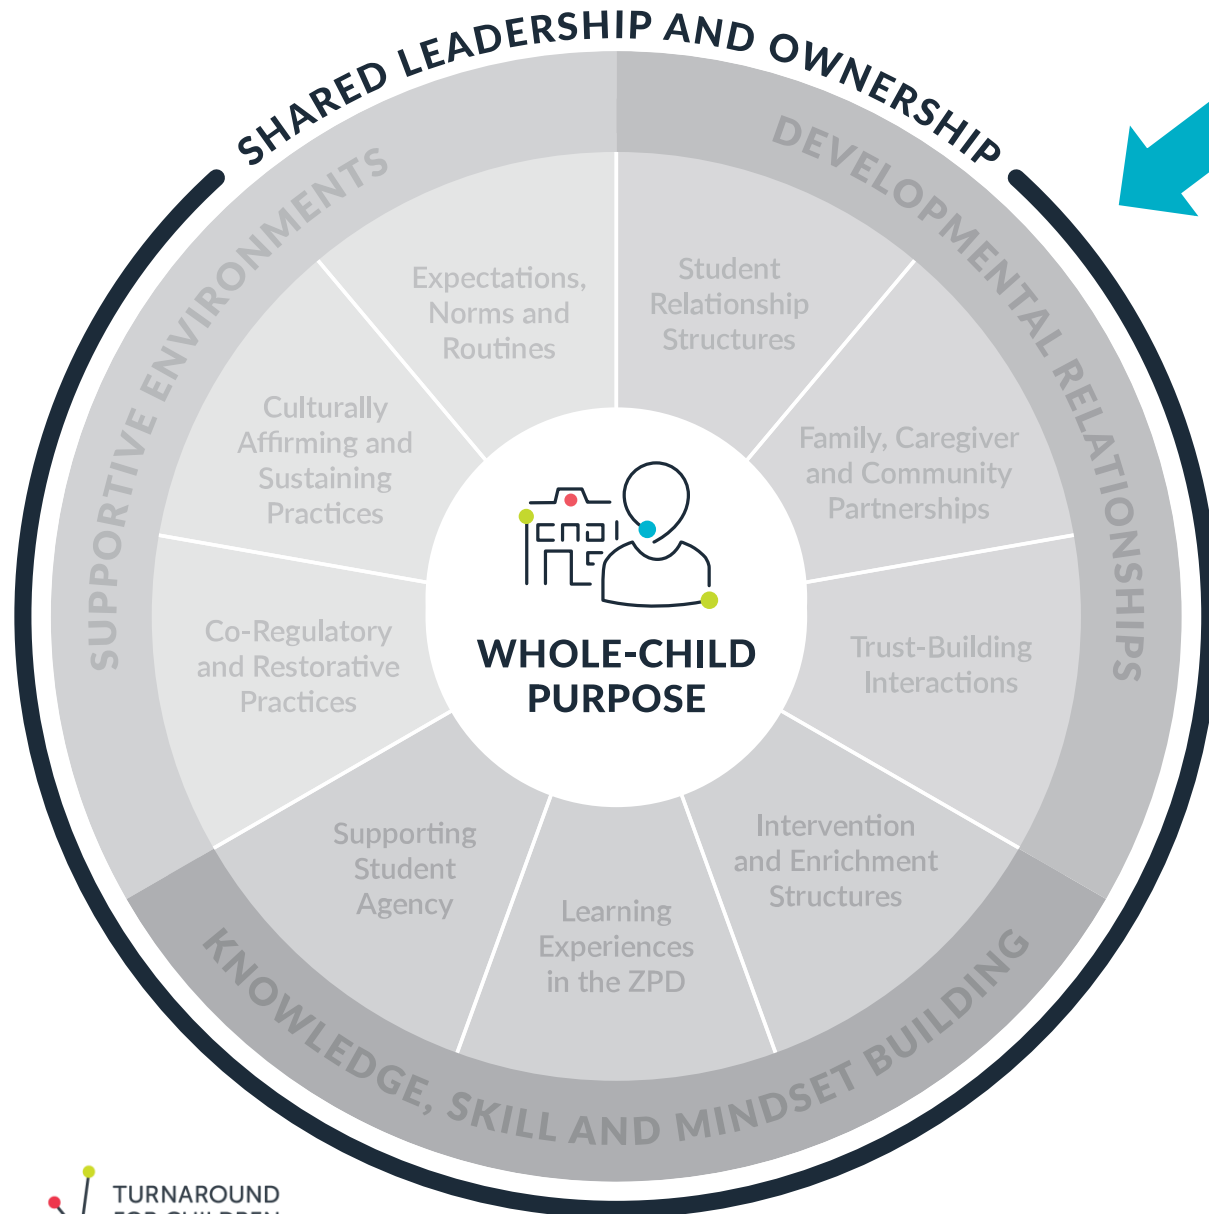 SHARED LEADERSHIP AND OWNERSHIP
SUPPORTIVE ENVIRONMENTS
DEVELOPMENTAL RELATIONSHIPS
Expectations,
Norms and
Routines
Student
Relationship
Structures
Culturally
Affirming and
Sustaining
Practices
Family, Caregiver
and Community
Partnerships
Co-Regulatory
and Restorative
Practices
WHOLE-CHILD
PURPOSE
Trust-Building
Interactions
Supporting
Student
Agency
Learning
Experiences
in the ZPD
Intervention
and Enrichment
Structures
KNOWLEDGE, SKILL AND MINDSET BUILDING
TURNAROUND
FOR CHILDREN